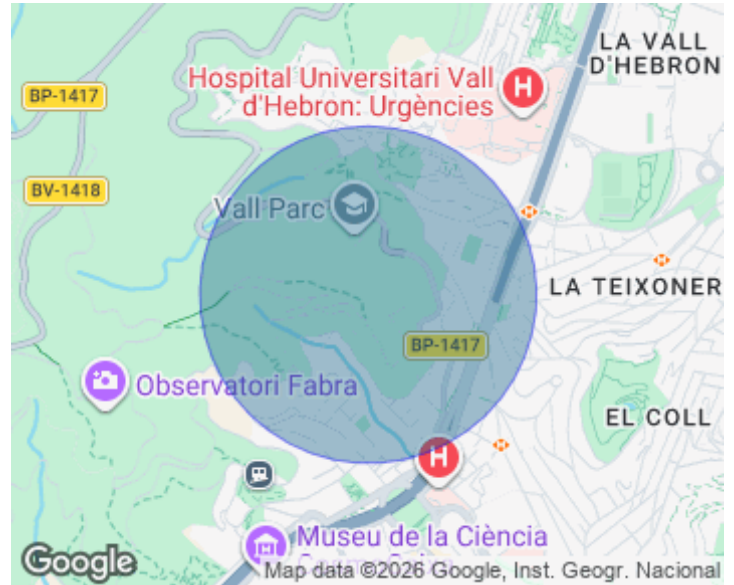 LA VALL
D'HEBRON
Hospital Universitari Vall
d'Hebron: Urgències
H
BP-1417
BV-1418
Vall Parc
LA TEIXONER
BP-1417
Observatori Fabra
EL COLL
H
Museu de la Ciència
Google
Map data ©2026 Google, Inst. Geogr. Nacional